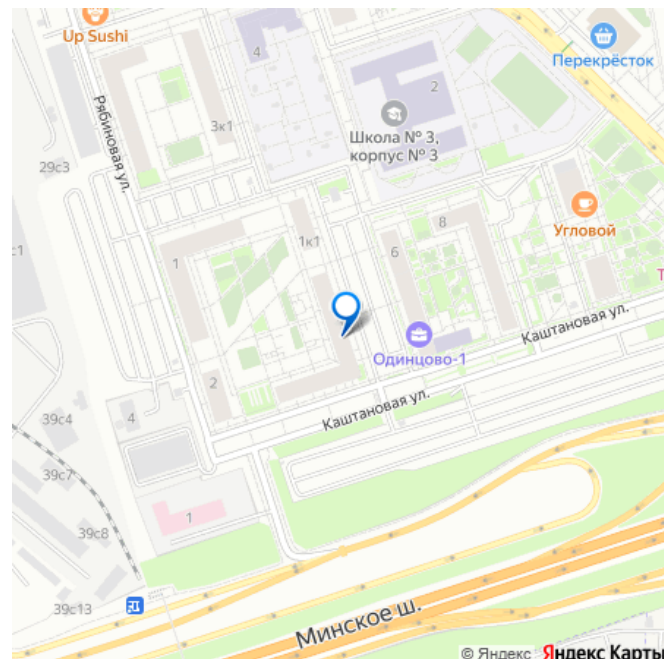 Up Sushi
4
Перекрёсток
2
3к1
Школа № 3,
корпус № 3
Рябиновая ул.
29с3
с1
Угловой
8
1к1
6
1
Т
Каштановая ул.
Одинцово-1
2
Каштановая ул.
39с4
4
39с7
1
39с8
39с13
Минское ш.
© Яндекс Яндекс Карты